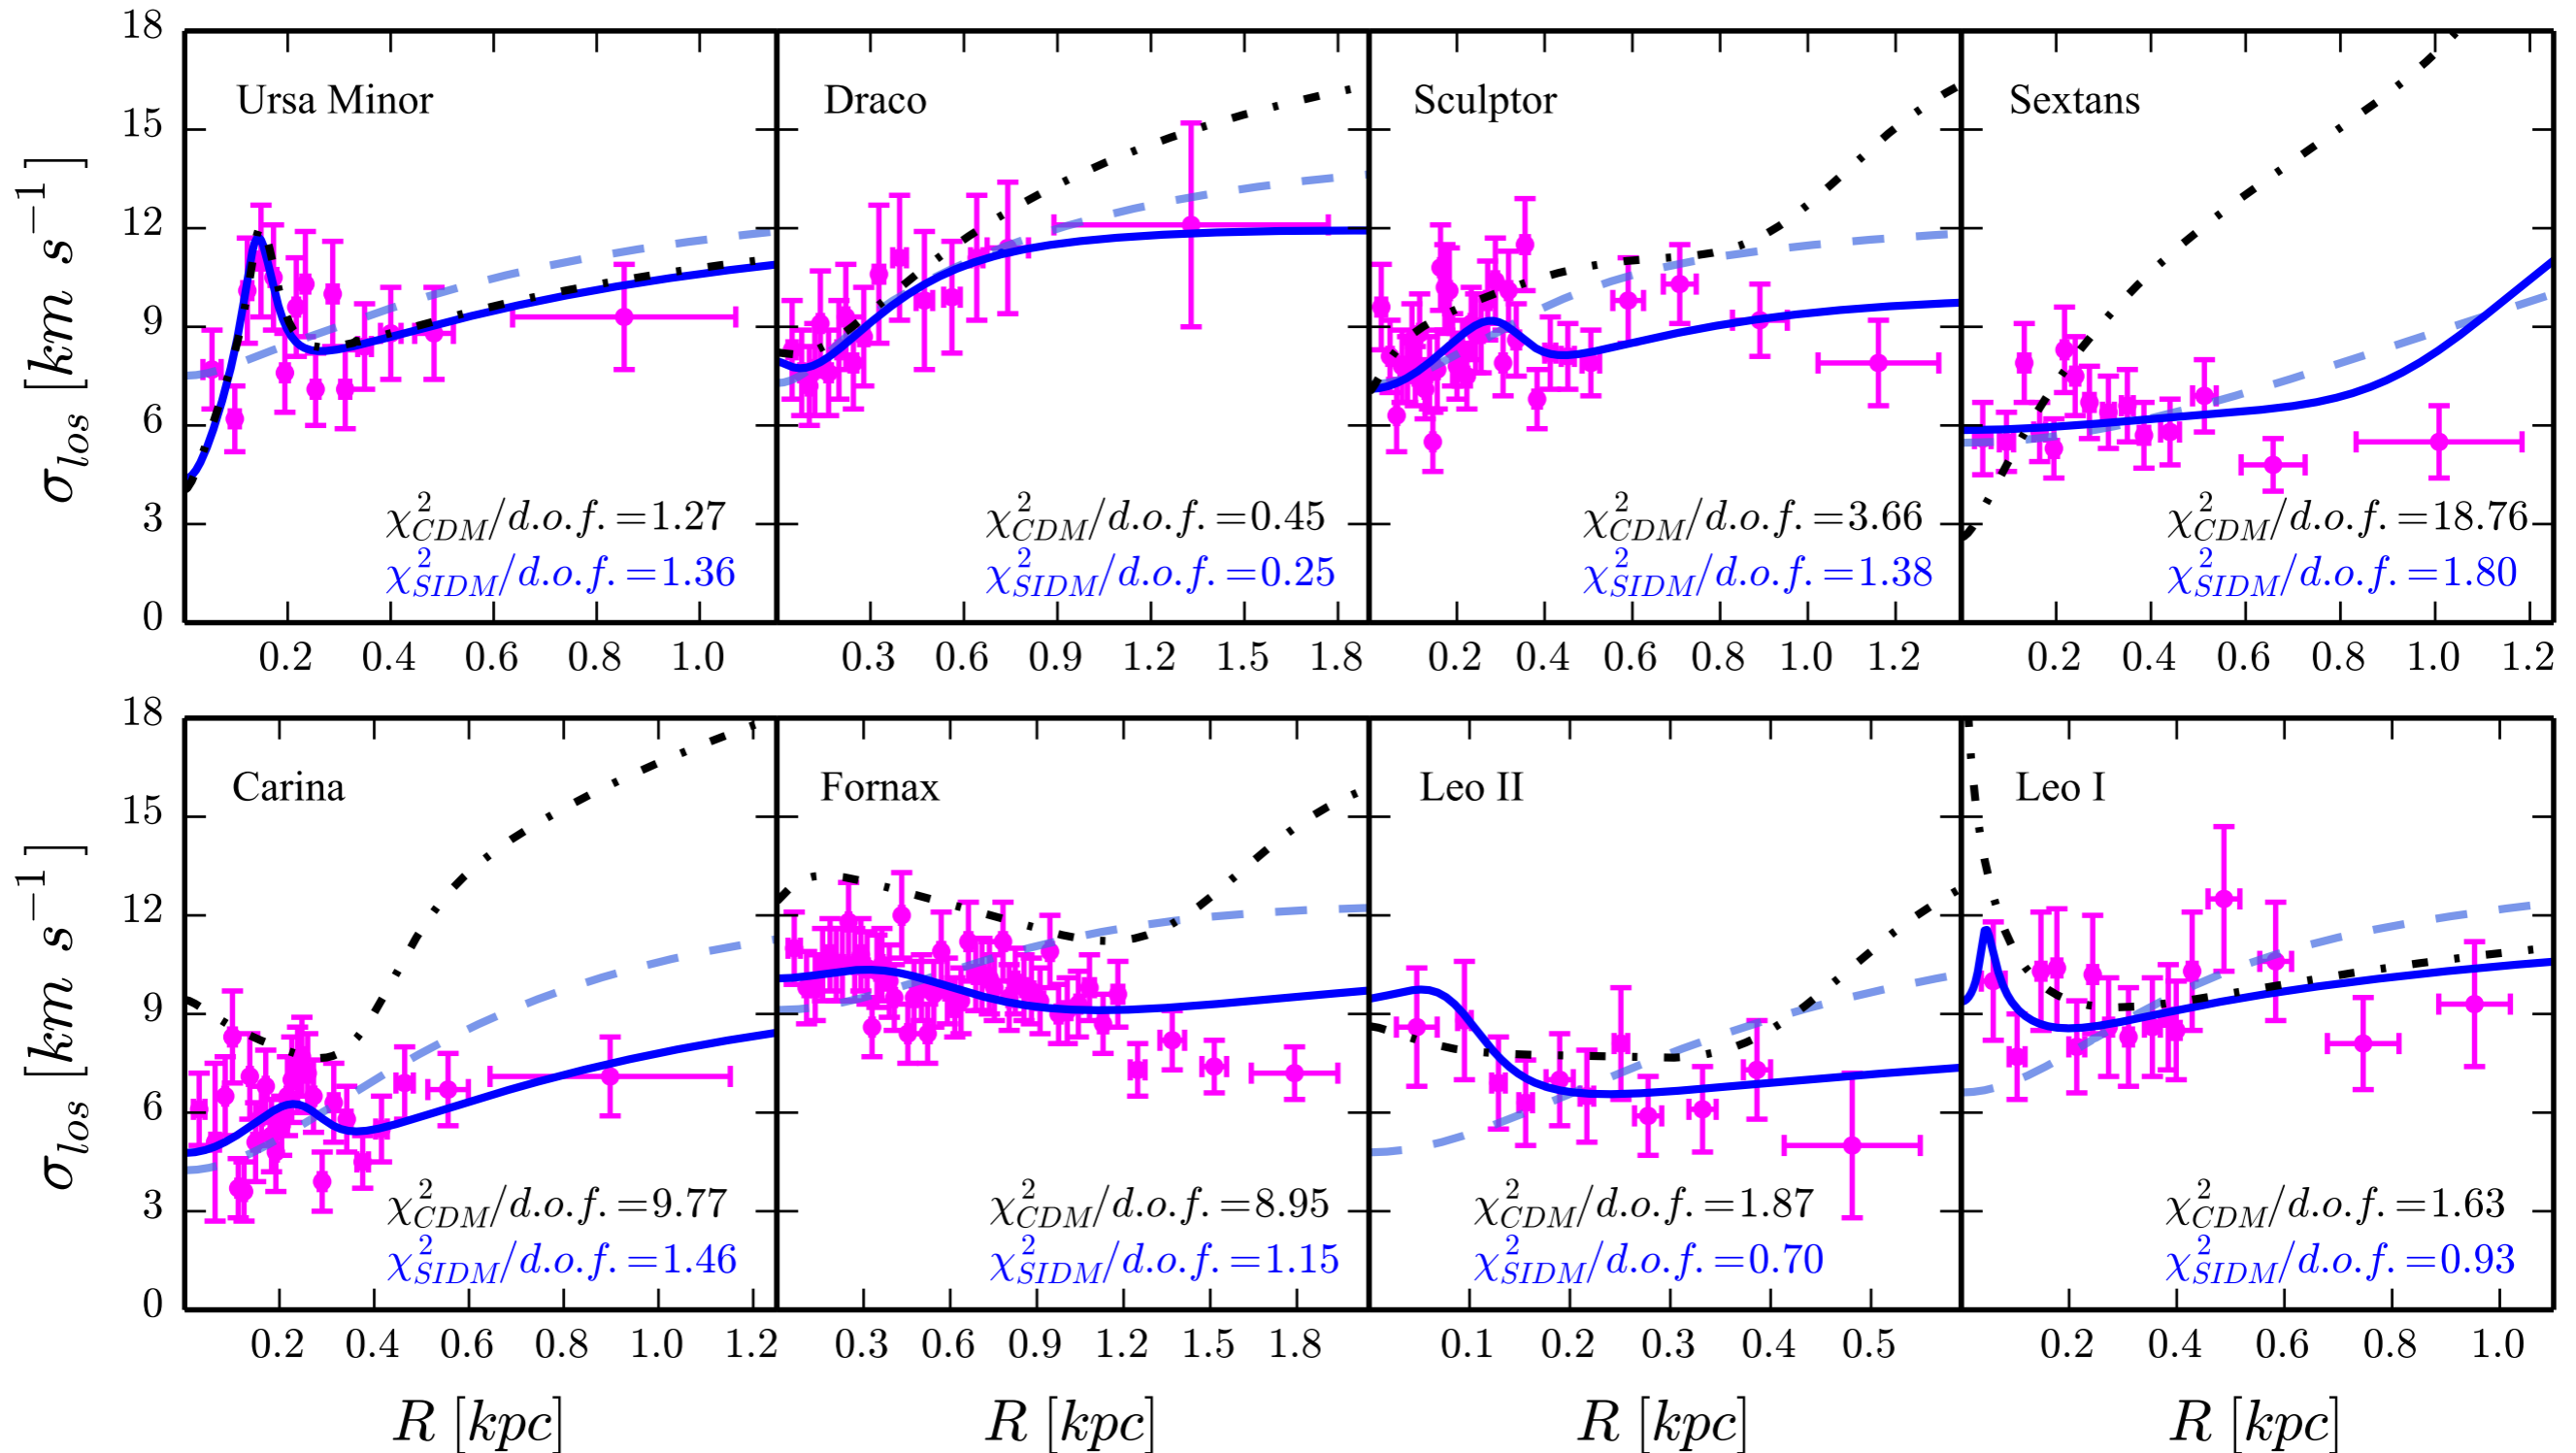 σ_los [km s⁻¹]
18
15
12
9
6
3
0
Ursa Minor
χ²_CDM/d.o.f. =1.27
χ²_SIDM/d.o.f. =1.36
0.2 0.4 0.6 0.8 1.0
Draco
χ²_CDM/d.o.f. =0.45
χ²_SIDM/d.o.f. =0.25
0.3 0.6 0.9 1.2 1.5 1.8
Sculptor
χ²_CDM/d.o.f. =3.66
χ²_SIDM/d.o.f. =1.38
0.2 0.4 0.6 0.8 1.0 1.2
Sextans
χ²_CDM/d.o.f. =18.76
χ²_SIDM/d.o.f. =1.80
0.2 0.4 0.6 0.8 1.0 1.2
σ_los [km s⁻¹]
18
15
12
9
6
3
0
Carina
χ²_CDM/d.o.f. =9.77
χ²_SIDM/d.o.f. =1.46
0.2 0.4 0.6 0.8 1.0 1.2
R [kpc]
Fornax
χ²_CDM/d.o.f. =8.95
χ²_SIDM/d.o.f. =1.15
0.3 0.6 0.9 1.2 1.5 1.8
R [kpc]
Leo II
χ²_CDM/d.o.f. =1.87
χ²_SIDM/d.o.f. =0.70
0.1 0.2 0.3 0.4 0.5
R [kpc]
Leo I
χ²_CDM/d.o.f. =1.63
χ²_SIDM/d.o.f. =0.93
0.2 0.4 0.6 0.8 1.0
R [kpc]